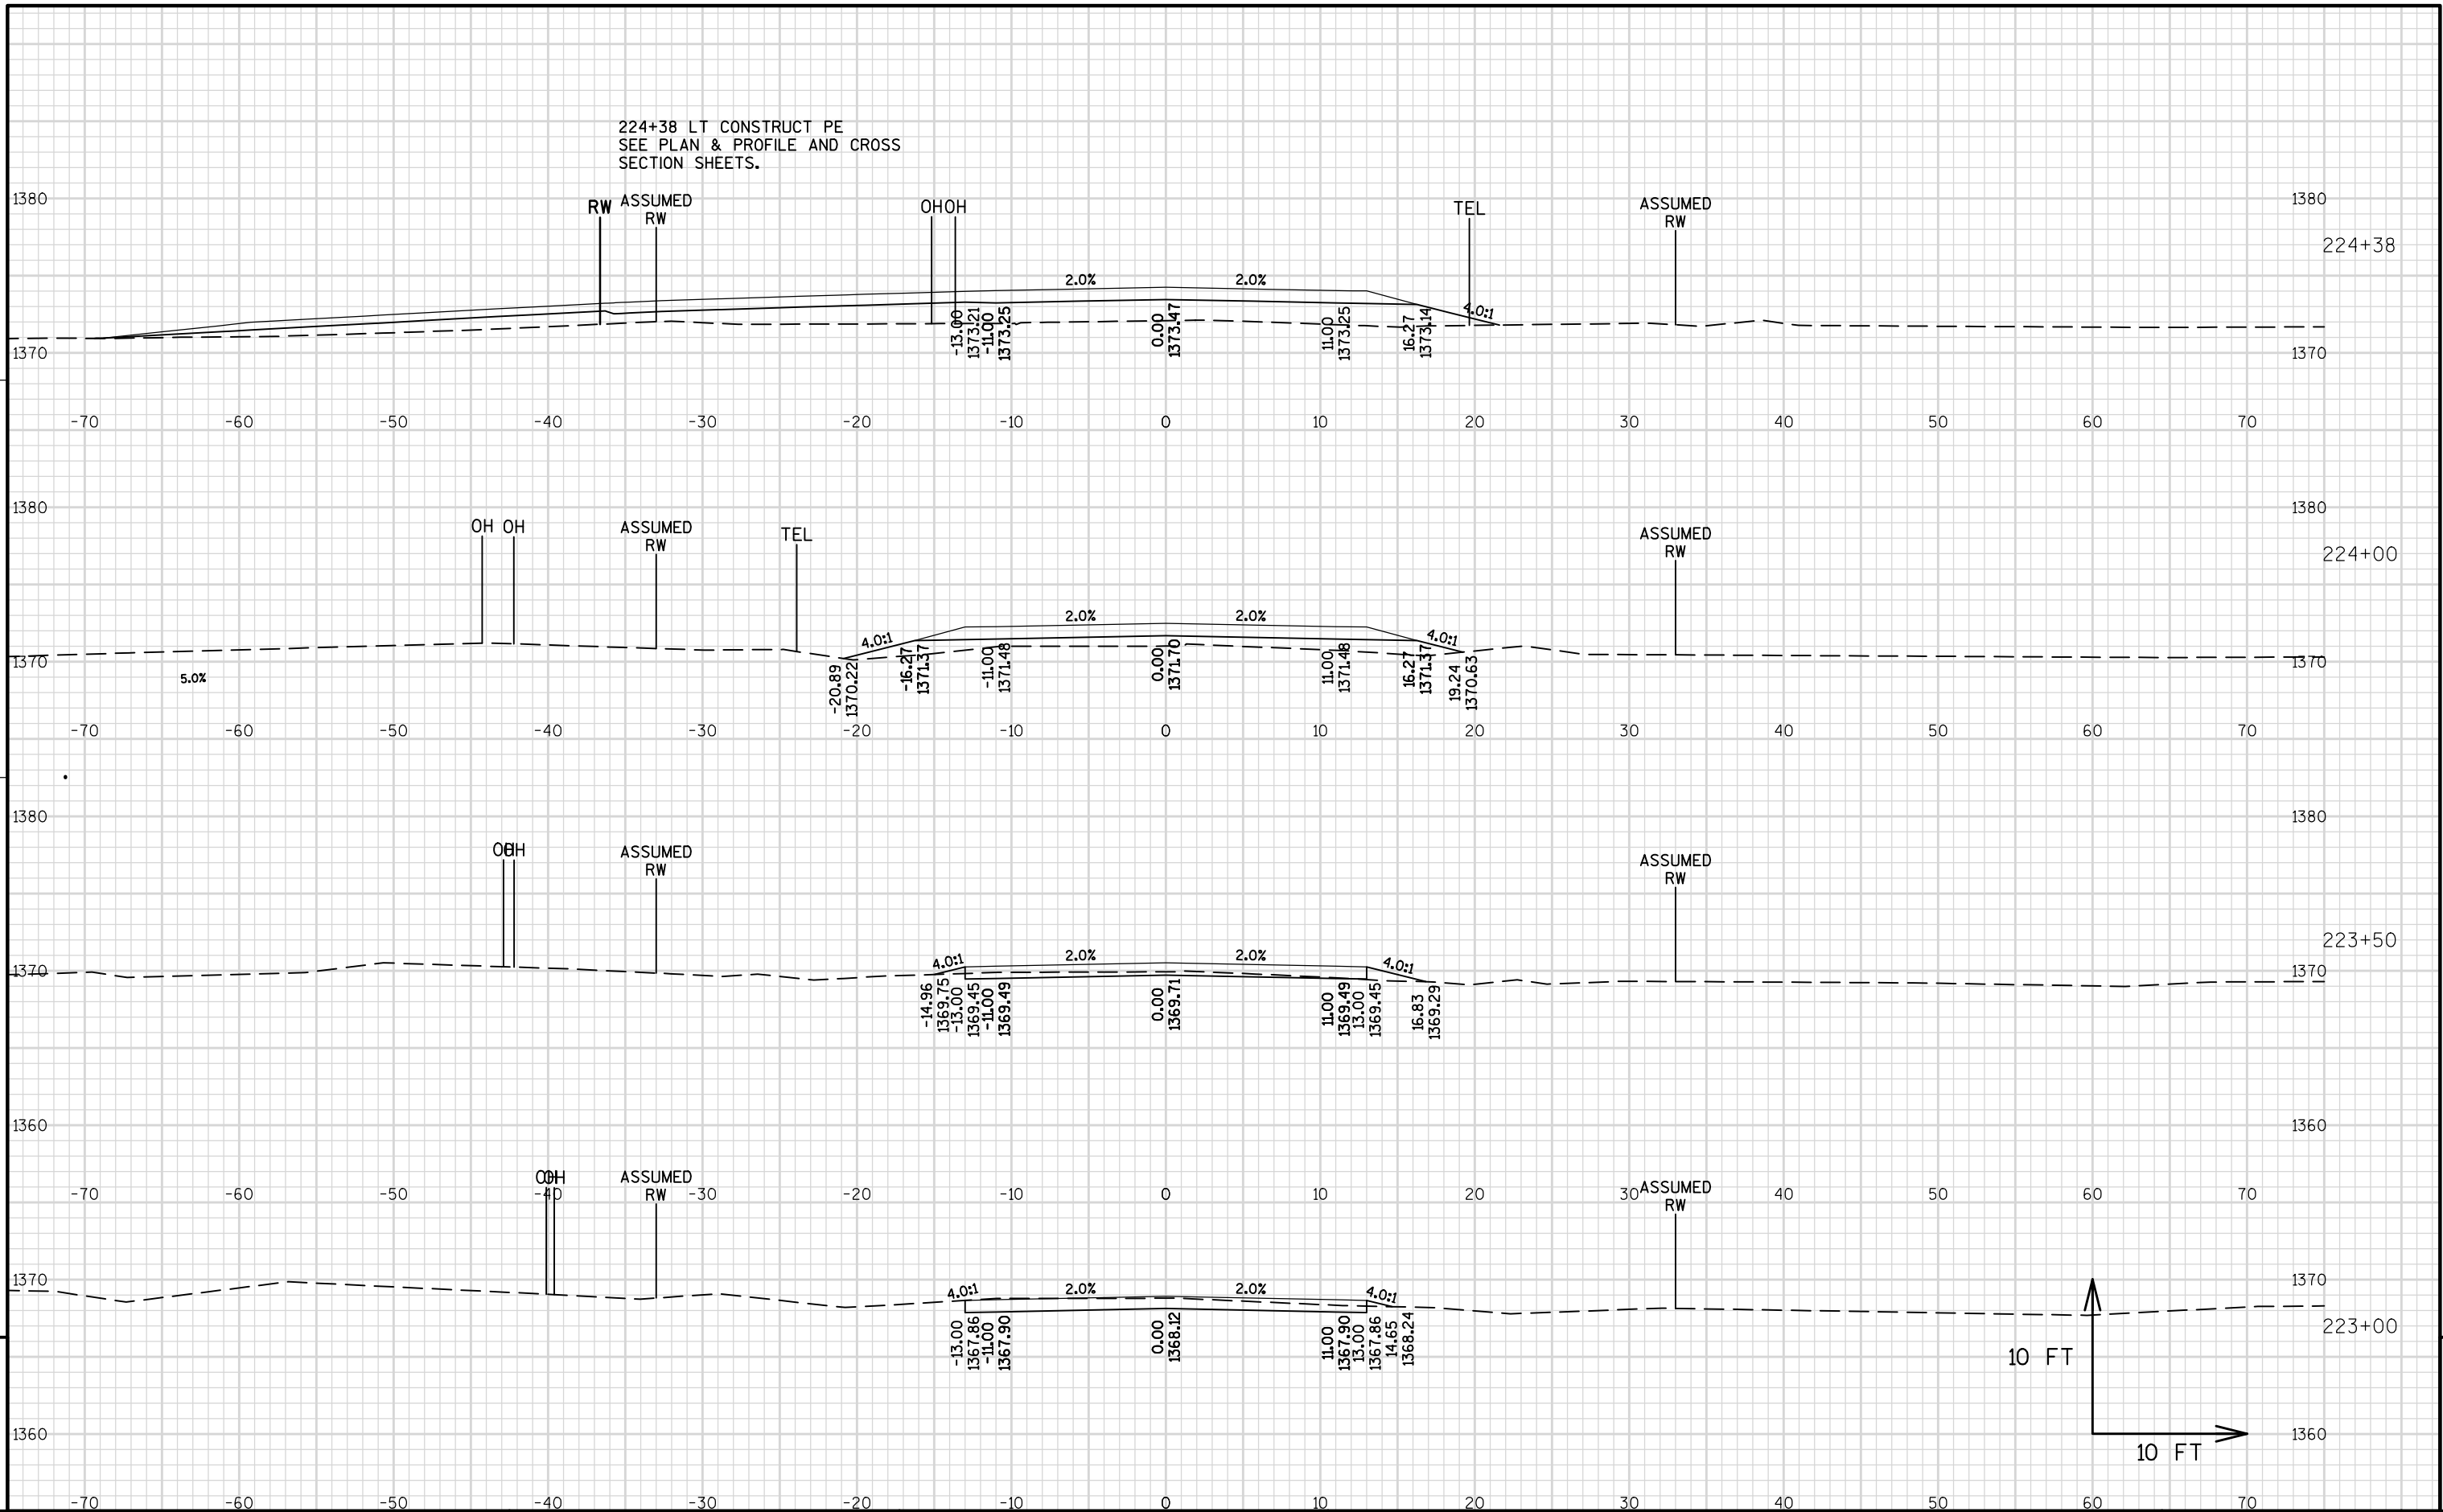 224+38 LT CONSTRUCT PE
SEE PLAN & PROFILE AND CROSS
SECTION SHEETS.
1380
RW
ASSUMED
RW
OH
OH
TEL
ASSUMED
RW
1380
224+38
2.0%
2.0%
4.0:1
-13.00
1373.21
-11.00
1373.25
0.00
1373.47
11.00
1373.25
16.27
1373.14
1370
1370
-70 -60 -50 -40 -30 -20 -10 0 10 20 30 40 50 60 70
1380
OH
OH
ASSUMED
RW
TEL
ASSUMED
RW
1380
224+00
4.0:1
2.0%
2.0%
4.0:1
1370
1370
5.0%
-20.89
1370.22
-16.27
1371.37
-11.00
1371.48
0.00
1371.70
11.00
1371.48
16.27
1371.37
19.24
1370.63
-70 -60 -50 -40 -30 -20 -10 0 10 20 30 40 50 60 70
1380
1380
OH
OH
ASSUMED
RW
ASSUMED
RW
223+50
4.0:1
2.0%
2.0%
4.0:1
1370
1370
-14.96
1369.75
-13.00
1369.45
-11.00
1369.49
0.00
1369.71
11.00
1369.49
13.00
1369.45
16.83
1369.29
1360
1360
OH
OH
ASSUMED
RW
ASSUMED
RW
-70 -60 -50 -40 -30 -20 -10 0 10 20 30 40 50 60 70
1370
1370
4.0:1
2.0%
2.0%
4.0:1
-13.00
1367.86
-11.00
1367.90
0.00
1368.12
11.00
1367.90
13.00
1367.86
14.65
1368.24
223+00
10 FT
1360
1360
10 FT
-70 -60 -50 -40 -30 -20 -10 0 10 20 30 40 50 60 70